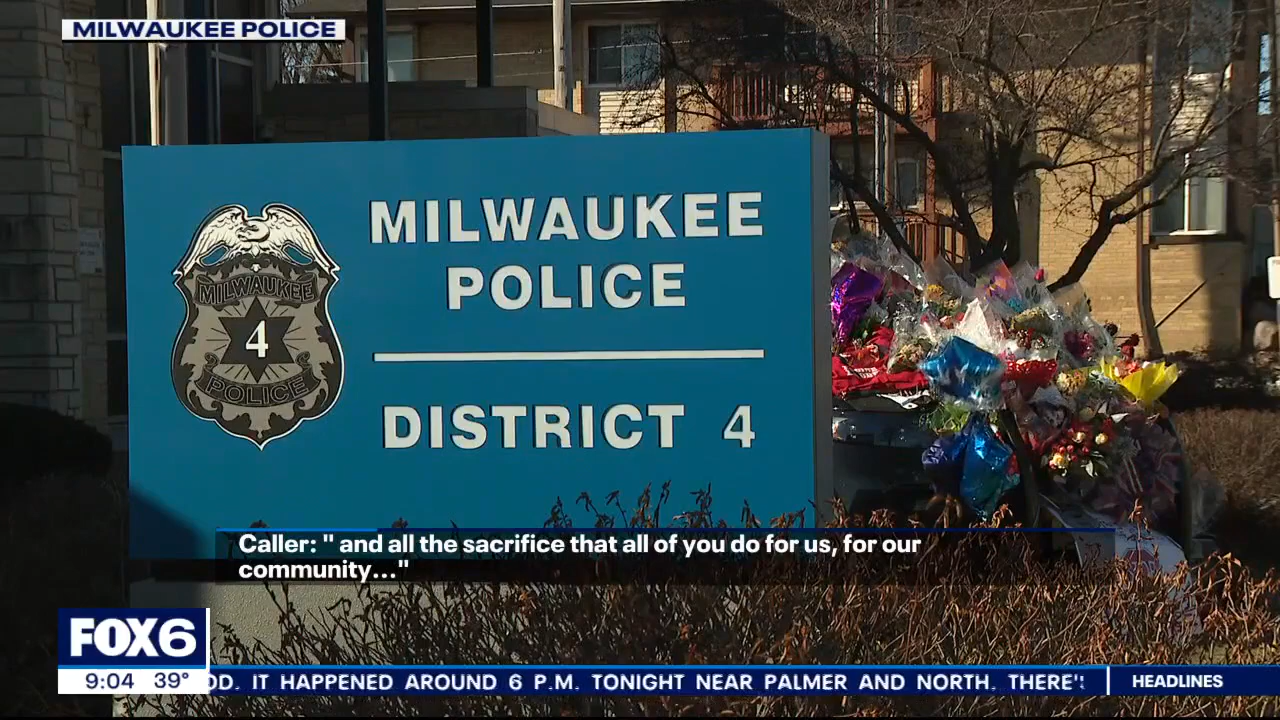 MILWAUKEE POLICE
MILWAUKEE
POLICE
MILWAUKEE
4
POLICE
DISTRICT 4
Caller: " and all the sacrifice that all of you do for us, for our
community..."
FOX6
9:04 39°
OD. IT HAPPENED AROUND 6 P.M. TONIGHT NEAR PALMER AND NORTH. THERE'
HEADLINES